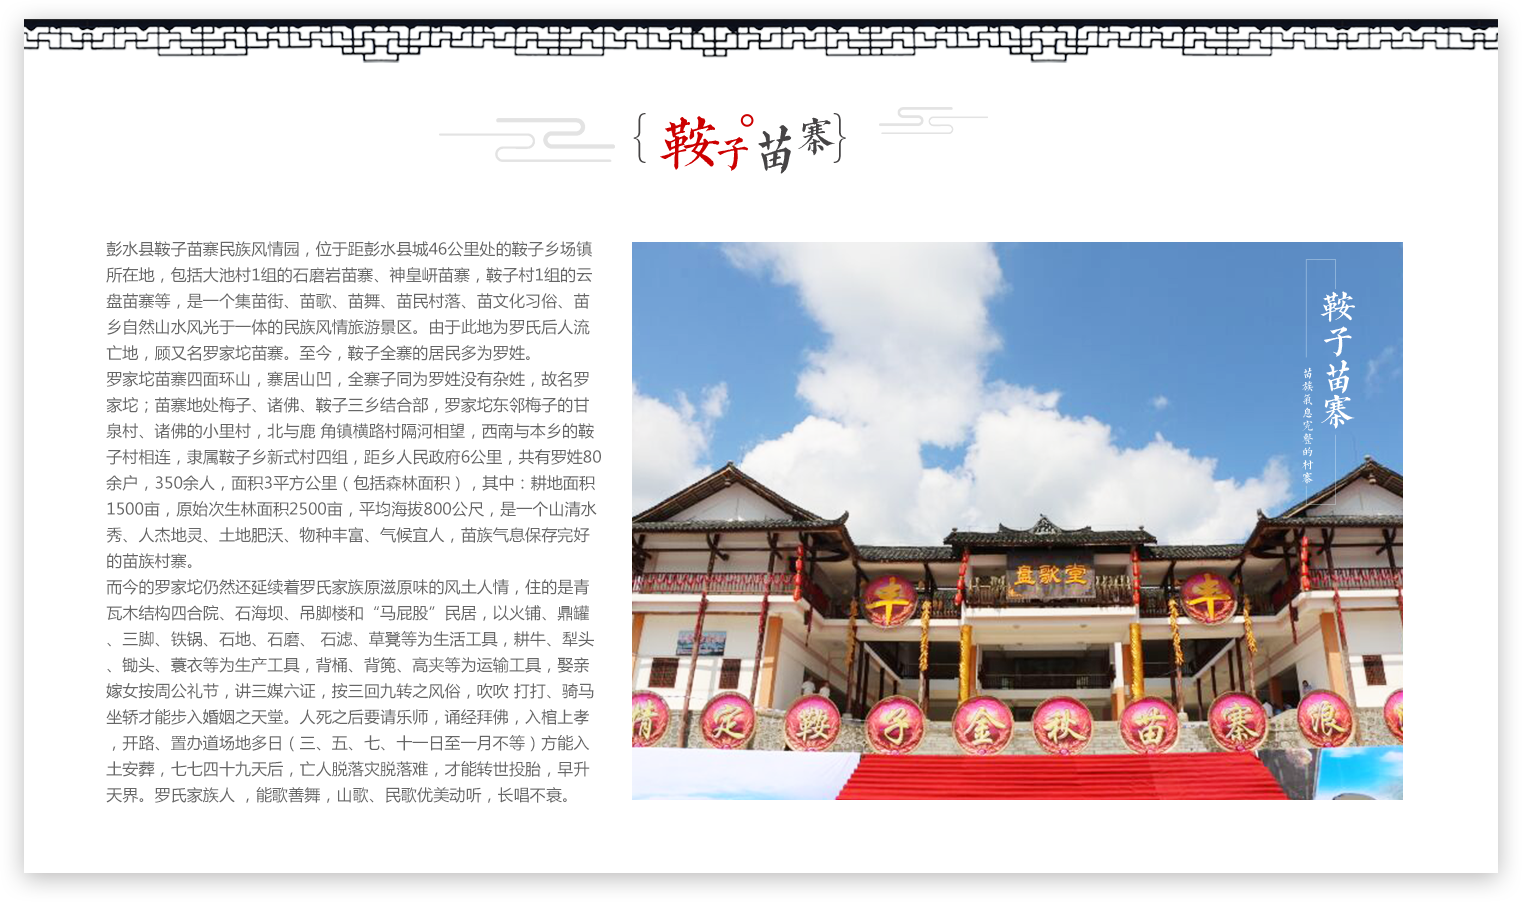 鞍子苗寨
彭水县鞍子苗寨民族风情园，位于距彭水县城46公里处的鞍子乡场镇
所在地，包括大池村1组的石磨岩苗寨、神皇岍苗寨，鞍子村1组的云
盘苗寨等，是一个集苗街、苗歌、苗舞、苗民村落、苗文化习俗、苗
乡自然山水风光于一体的民族风情旅游景区。由于此地为罗氏后人流
亡地，顾又名罗家坨苗寨。至今，鞍子全寨的居民多为罗姓。
罗家坨苗寨四面环山，寨居山凹，全寨子同为罗姓没有杂姓，故名罗
家坨；苗寨地处梅子、诸佛、鞍子三乡结合部，罗家坨东邻梅子的甘
泉村、诸佛的小里村，北与鹿 角镇横路村隔河相望，西南与本乡的鞍
子村相连，隶属鞍子乡新式村四组，距乡人民政府6公里，共有罗姓80
余户，350余人，面积3平方公里（包括森林面积），其中：耕地面积
1500亩，原始次生林面积2500亩，平均海拔800公尺，是一个山清水
秀、人杰地灵、土地肥沃、物种丰富、气候宜人，苗族气息保存完好
的苗族村寨。
而今的罗家坨仍然还延续着罗氏家族原滋原味的风土人情，住的是青
瓦木结构四合院、石海坝、吊脚楼和“马屁股”民居，以火铺、鼎罐
、三脚、铁锅、石地、石磨、 石滤、草凳等为生活工具，耕牛、犁头
、锄头、蓑衣等为生产工具，背桶、背篼、高夹等为运输工具，娶亲
嫁女按周公礼节，讲三媒六证，按三回九转之风俗，吹吹 打打、骑马
坐轿才能步入婚姻之天堂。人死之后要请乐师，诵经拜佛，入棺上孝
，开路、置办道场地多日（三、五、七、十一日至一月不等）方能入
土安葬，七七四十九天后，亡人脱落灾脱落难，才能转世投胎，早升
天界。罗氏家族人 ，能歌善舞，山歌、民歌优美动听，长唱不衰。
鞍子苗寨
苗族氣息完整的村寨
盘歌堂
丰
丰
情定鞍子金秋苗寨浪